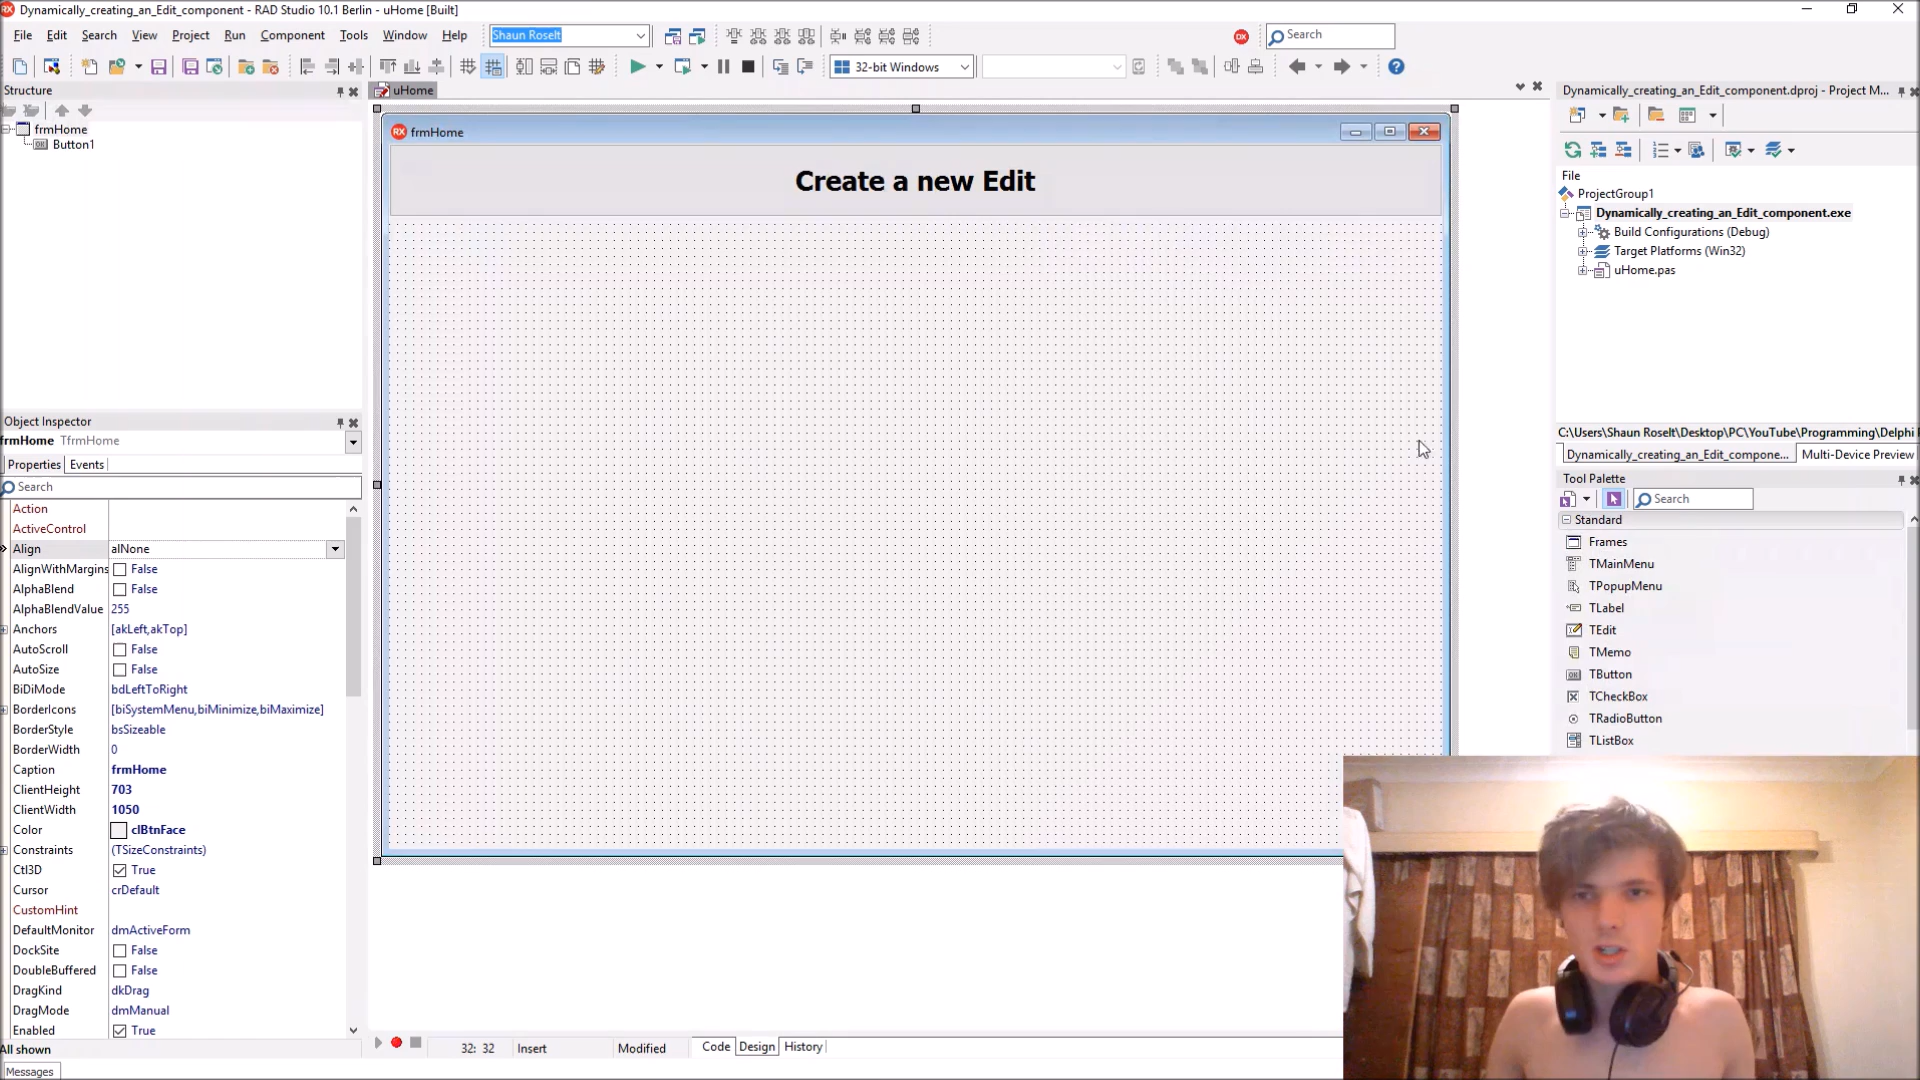 Dynamically_creating_an_Edit_component - RAD Studio 10.1 Berlin - uHome [Built]
File Edit Search View Project Run Component Tools Window Help
Shaun Roselt
Search
32-bit Windows
Structure
frmHome
Button1
uHome
frmHome
Create a new Edit
Object Inspector
frmHome TfrmHome
Properties Events
Search
Action
ActiveControl
Align alNone
AlignWithMargins False
AlphaBlend False
AlphaBlendValue 255
Anchors [akLeft,akTop]
AutoScroll False
AutoSize False
BiDiMode bdLeftToRight
BorderIcons [biSystemMenu,biMinimize,biMaximize]
BorderStyle bsSizeable
BorderWidth 0
Caption frmHome
ClientHeight 703
ClientWidth 1050
Color clBtnFace
Constraints (TSizeConstraints)
Ctl3D True
Cursor crDefault
CustomHint
DefaultMonitor dmActiveForm
DockSite False
DoubleBuffered False
DragKind dkDrag
DragMode dmManual
Enabled True
All shown
Messages
32: 32 Insert Modified Code Design History
Dynamically_creating_an_Edit_component.dproj - Project M...
File
ProjectGroup1
Dynamically_creating_an_Edit_component.exe
Build Configurations (Debug)
Target Platforms (Win32)
uHome.pas
C:\Users\Shaun Roselt\Desktop\PC\YouTube\Programming\Delphi
Dynamically_creating_an_Edit_compone... Multi-Device Preview
Tool Palette
Search
Standard
Frames
TMainMenu
TPopupMenu
TLabel
TEdit
TMemo
TButton
TCheckBox
TRadioButton
TListBox